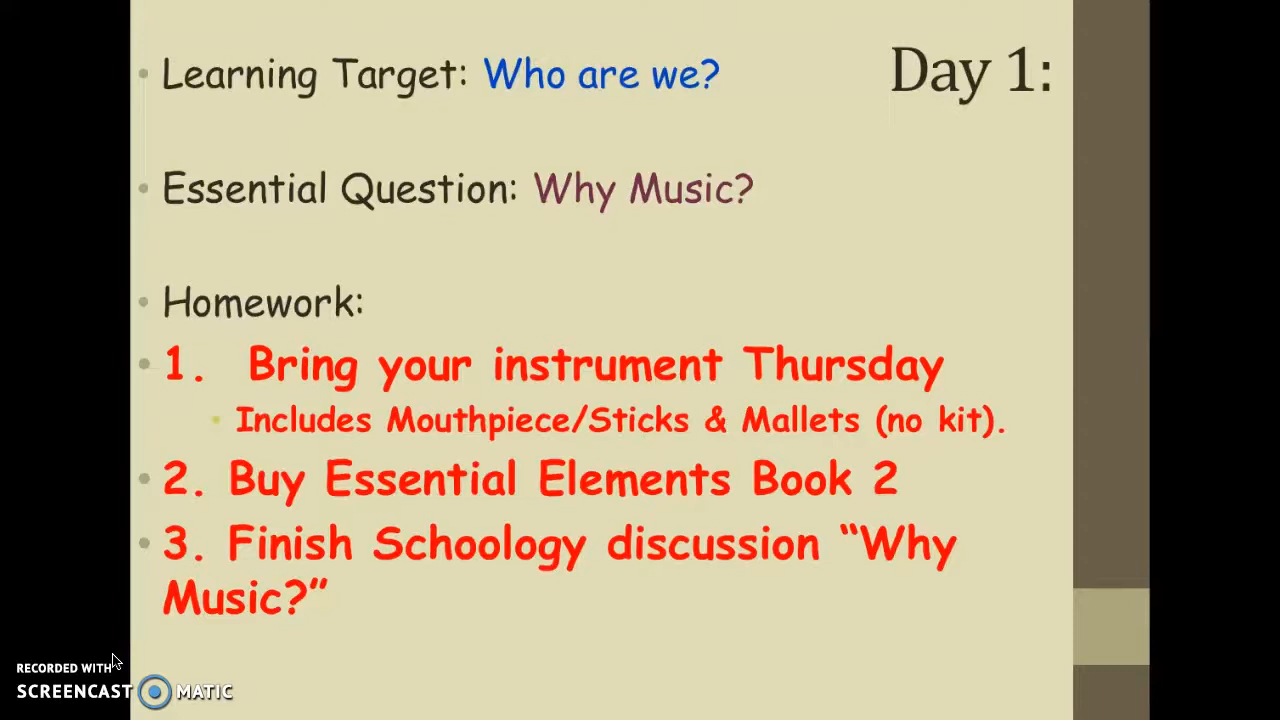 Day 1:
• Learning Target: Who are we?
• Essential Question: Why Music?
• Homework:
• 1. Bring your instrument Thursday
• Includes Mouthpiece/Sticks & Mallets (no kit).
• 2. Buy Essential Elements Book 2
• 3. Finish Schoology discussion “Why
Music?”
RECORDED WITH
SCREENCAST MATIC